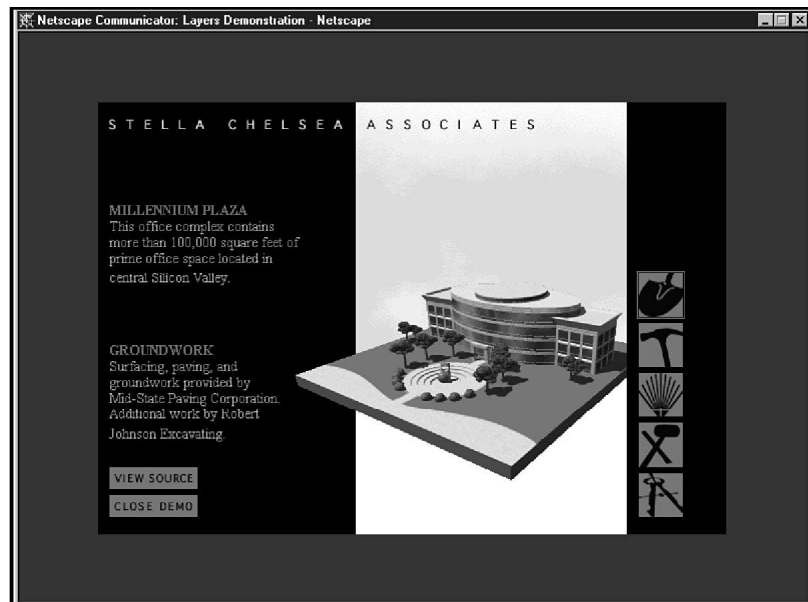 Netscape Communicator: Layers Demonstration - Netscape
STELLA CHELSEA ASSOCIATES
MILLENNIUM PLAZA
This office complex contains
more than 100,000 square feet of
prime office space located in
central Silicon Valley.
GROUNDWORK
Surfacing, paving, and
groundwork provided by
Mid-State Paving Corporation.
Additional work by Robert
Johnson Excavating.
VIEW SOURCE
CLOSE DEMO